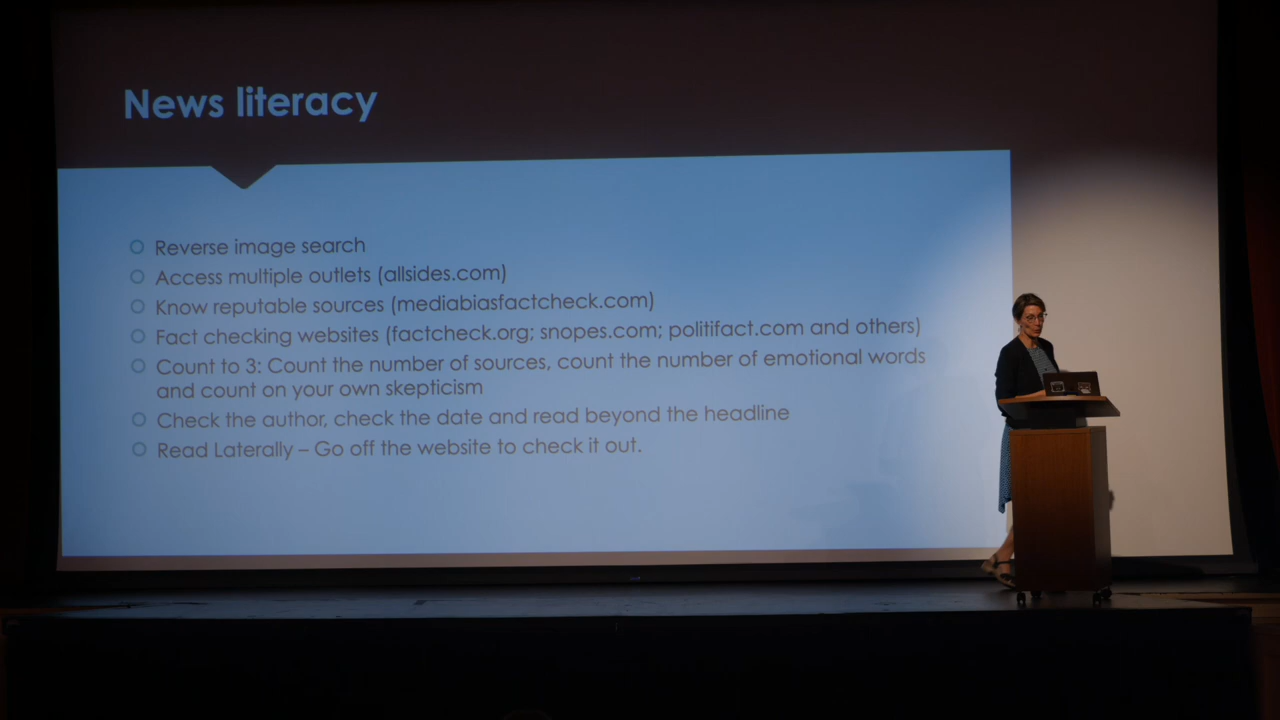 News literacy
Reverse image search
Access multiple outlets (allsides.com)
Know reputable sources (mediabiasfactcheck.com)
Fact checking websites (factcheck.org; snopes.com; politifact.com and others)
Count to 3: Count the number of sources, count the number of emotional words
and count on your own skepticism
Check the author, check the date and read beyond the headline
Read Laterally – Go off the website to check it out.